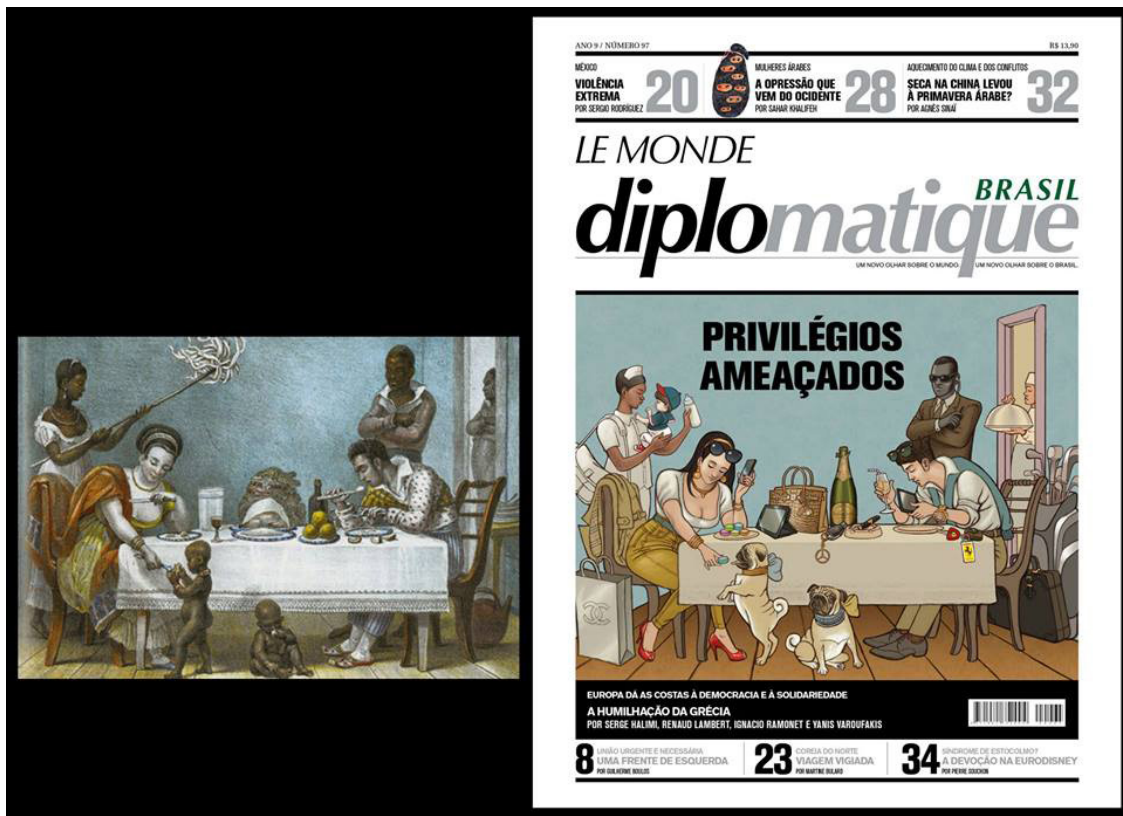 ANO 9 / NÚMERO 97
R$ 13,90
MÉXICO
VIOLÊNCIA
EXTREMA
POR SERGIO RODRÍGUEZ
20
MULHERES ÁRABES
A OPRESSÃO QUE
VEM DO OCIDENTE
POR SAHAR KHALIFEH
28
AQUECIMENTO DO CLIMA E DOS CONFLITOS
SECA NA CHINA LEVOU
À PRIMAVERA ÁRABE?
POR AGNÈS SINAÏ
32
LE MONDE
diplomatique
BRASIL
UM NOVO OLHAR SOBRE O MUNDO. UM NOVO OLHAR SOBRE O BRASIL.
PRIVILÉGIOS
AMEAÇADOS
EUROPA DÁ AS COSTAS À DEMOCRACIA E À SOLIDARIEDADE
A HUMILHAÇÃO DA GRÉCIA
POR SERGE HALIMI, RENAUD LAMBERT, IGNACIO RAMONET E YANIS VAROUFAKIS
8
UNIÃO URGENTE E NECESSÁRIA
UMA FRENTE DE ESQUERDA
POR GUILHERME BOULOS
23
COREIA DO NORTE
VIAGEM VIGIADA
POR MARTINE BULARD
34
SÍNDROME DE ESTOCOLMO?
A DEVOÇÃO NA EURODISNEY
POR PIERRE SOUCHON